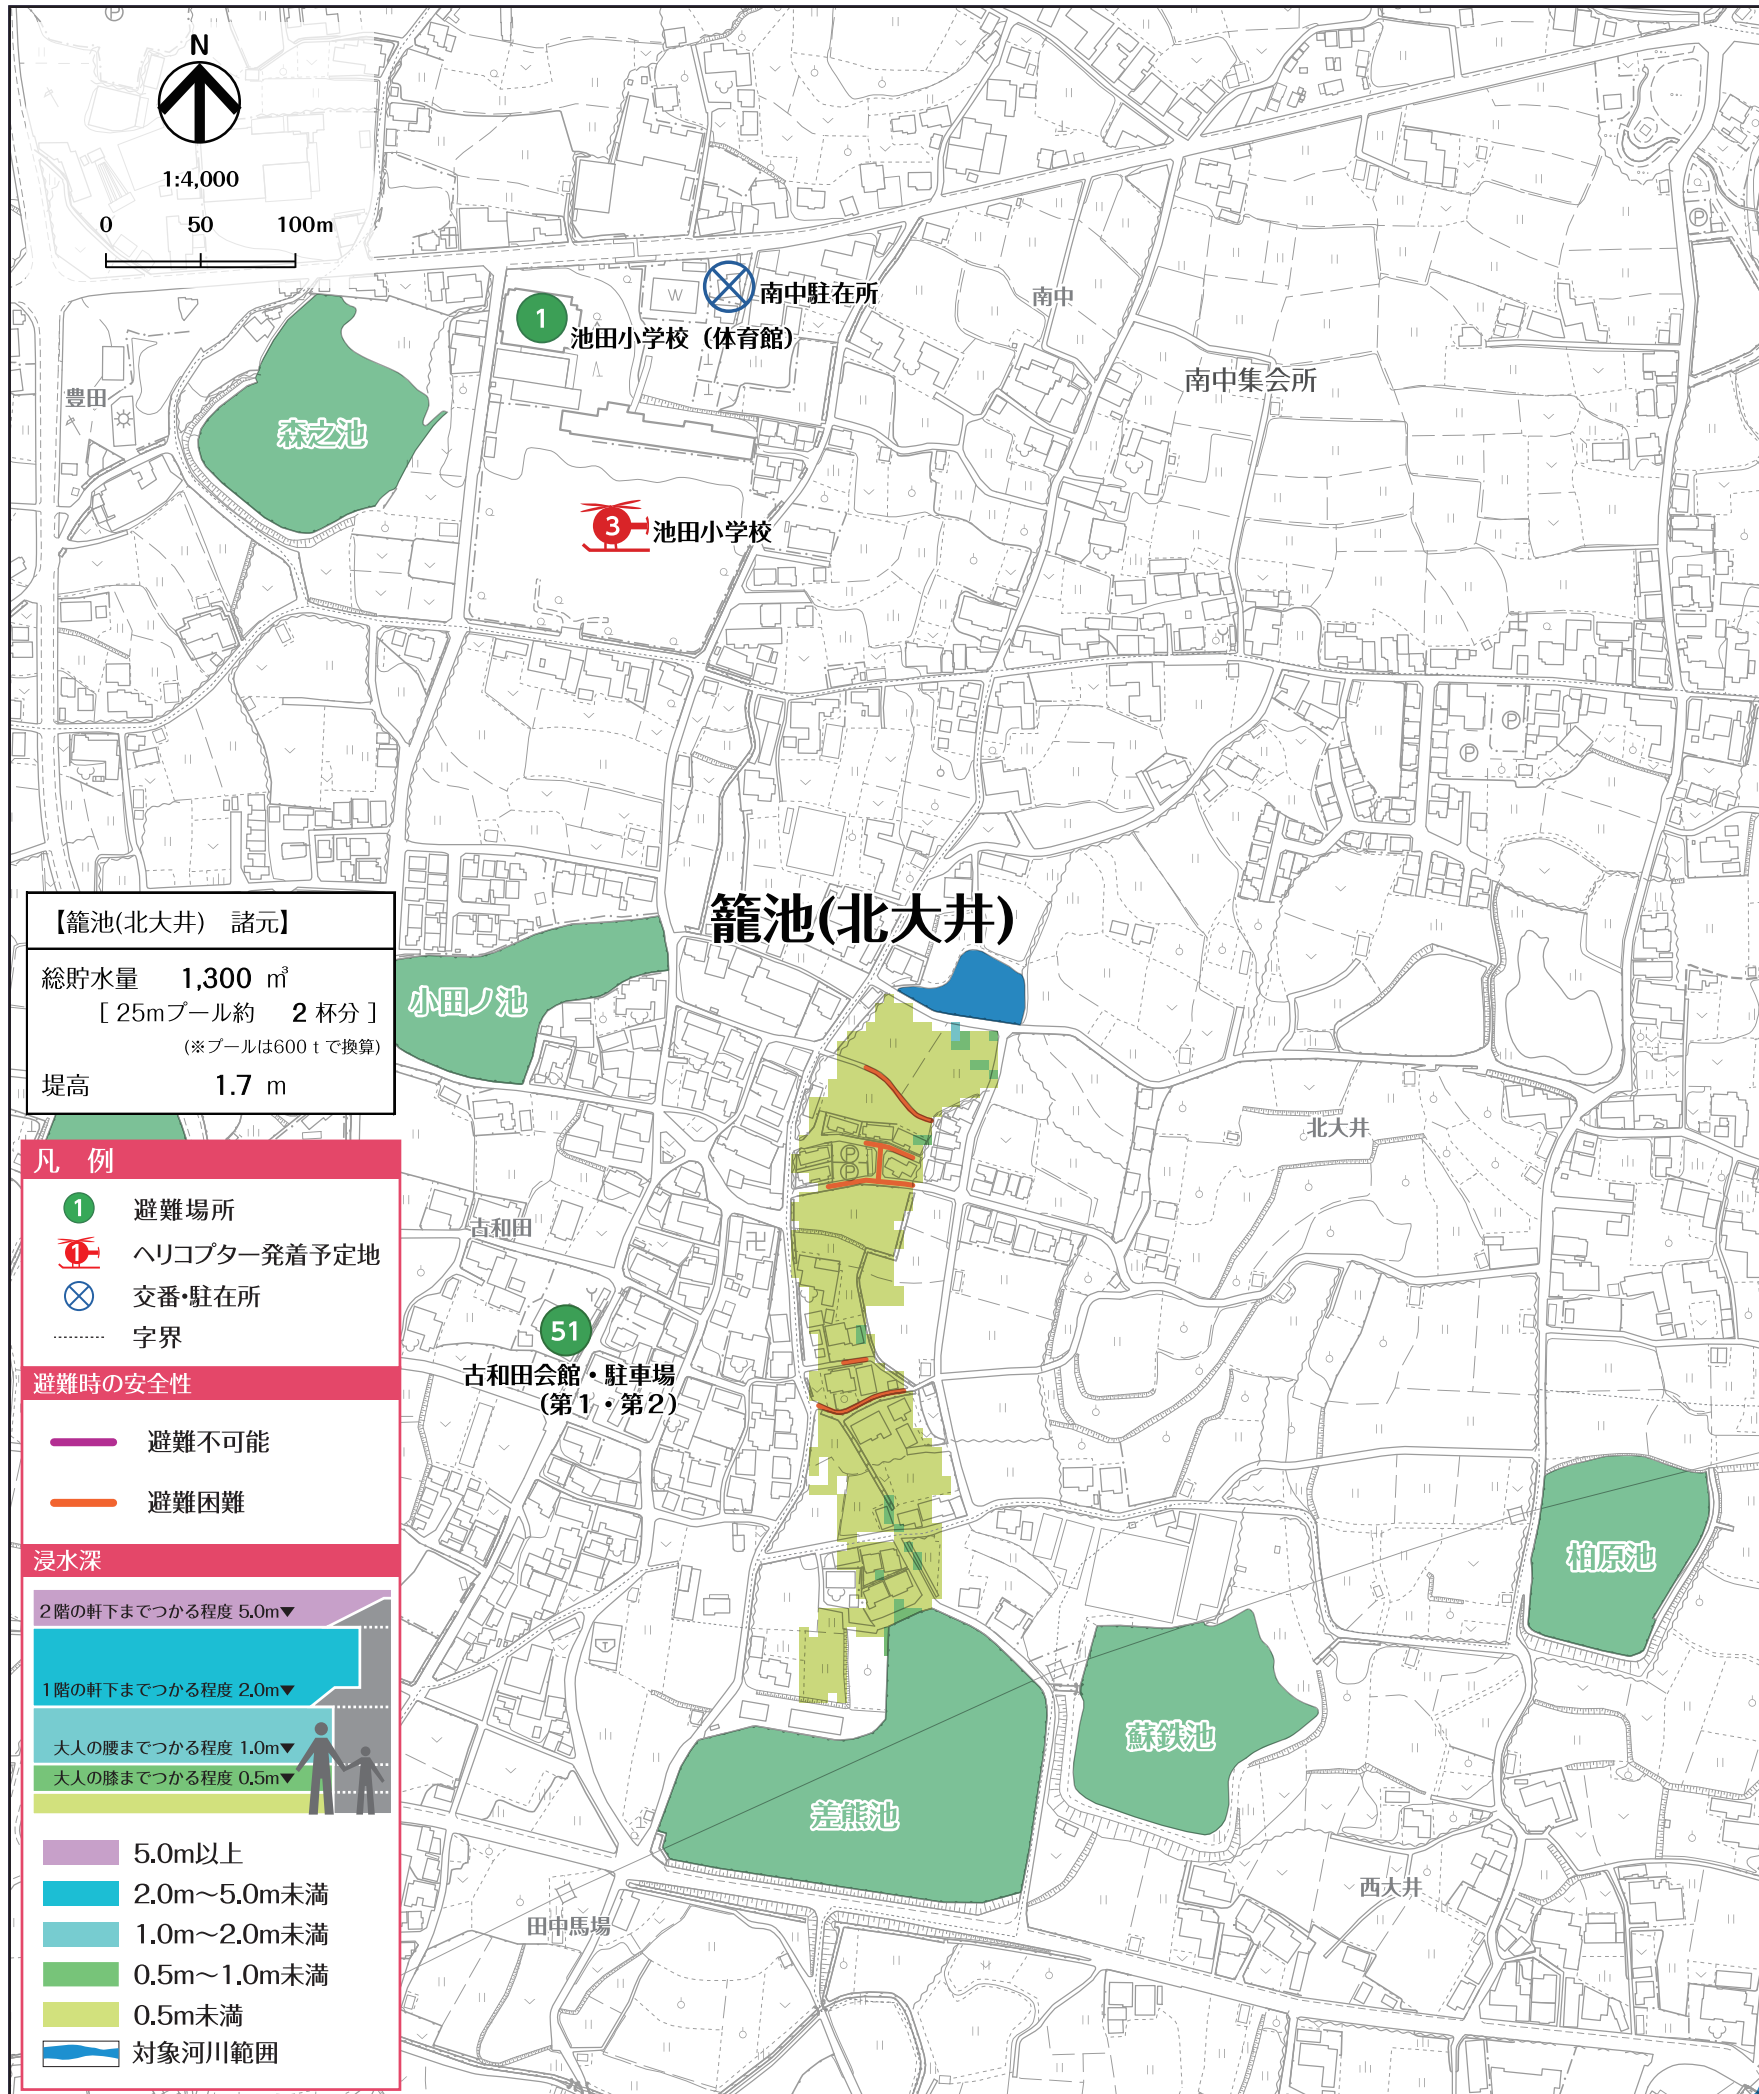 N
1:4,000
0 50 100m
南中駐在所
1
池田小学校（体育館）
南中
南中集会所
豊田
森之池
3
池田小学校
W
P
P
P
P
籠池(北大井)
【籠池(北大井) 諸元】
総貯水量 1,300 ㎥
[ 25mプール約 2 杯分 ]
(※プールは600ｔで換算)
堤高 1.7 m
小田ノ池
北大井
P
P
古和田
51
古和田会館・駐車場
（第１・第２）
柏原池
蘇鉄池
差熊池
西大井
田中馬場
凡 例
1 避難場所
1 ヘリコプター発着予定地
交番・駐在所
字界
避難時の安全性
避難不可能
避難困難
浸水深
２階の軒下までつかる程度 5.0m▼
１階の軒下までつかる程度 2.0m▼
大人の腰までつかる程度 1.0m▼
大人の膝までつかる程度 0.5m▼
5.0m以上
2.0m〜5.0m未満
1.0m〜2.0m未満
0.5m〜1.0m未満
0.5m未満
対象河川範囲